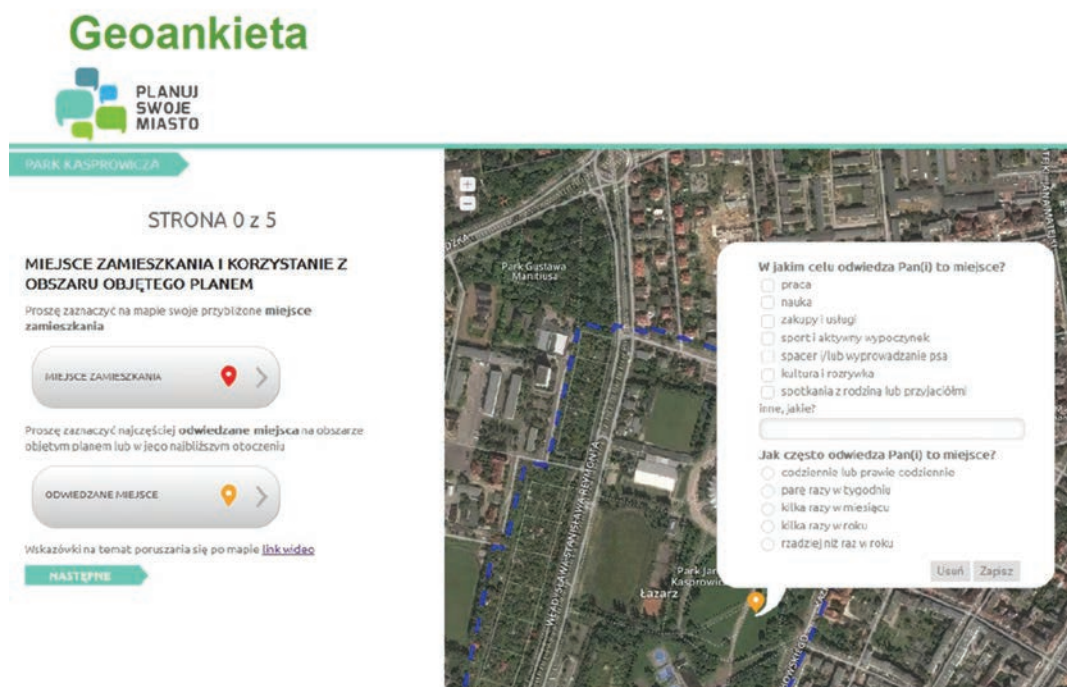 Geoankieta
PLANUJ
SWOJE
MIASTO
PARK KASPROWICZA
STRONA 0 z 5
MIEJSCE ZAMIESZKANIA I KORZYSTANIE Z
OBSZARU OBJĘTEGO PLANEM
Proszę zaznaczyć na mapie swoje przybliżone miejsce
zamieszkania
MIEJSCE ZAMIESZKANIA
Proszę zaznaczyć najczęściej odwiedzane miejsca na obszarze
objętym planem lub w jego najbliższym otoczeniu
ODWIEDZANE MIEJSCE
Wskazówki na temat poruszania się po mapie link wideo
NASTĘPNE
+
−
Park Gustawa
Manitiusa
W jakim celu odwiedza Pan(i) to miejsce?
praca
nauka
zakupy i usługi
sport i aktywny wypoczynek
spacer i/lub wyprowadzanie psa
kultura i rozrywka
spotkania z rodziną lub przyjaciółmi
inne, jakie?
Jak często odwiedza Pan(i) to miejsce?
codziennie lub prawie codziennie
parę razy w tygodniu
kilka razy w miesiącu
kilka razy w roku
rzadziej niż raz w roku
Usuń Zapisz
WŁADYSŁAWA STANISŁAWA REYMONTA
Park Jan
Kasprowic
Łazarz